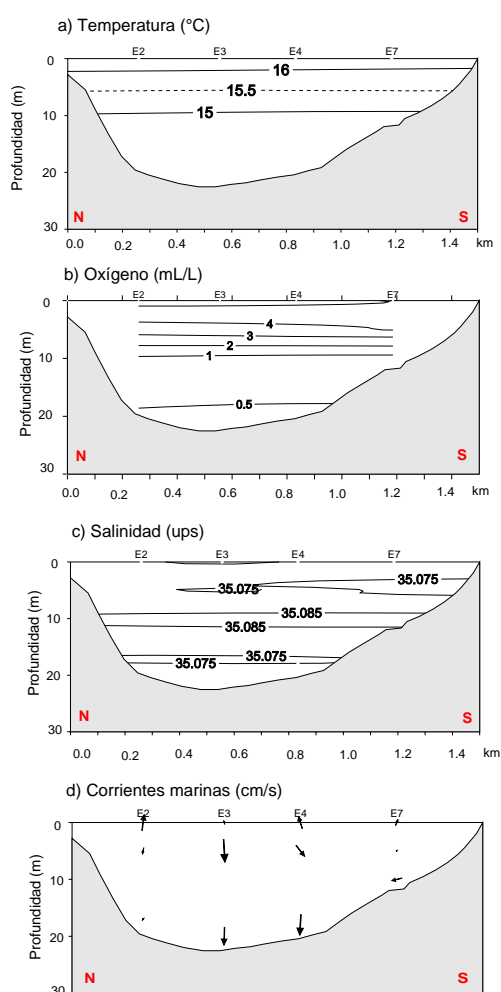 a) Temperatura (°C)
E2 E3 E4 E7
0
16
15.5
10
15
20
30
Profundidad (m)
N S
0.0 0.2 0.4 0.6 0.8 1.0 1.2 1.4 km
b) Oxígeno (mL/L)
E2 E3 E4 E7
0
4
3
2
10
1
0.5
20
30
Profundidad (m)
N S
0.0 0.2 0.4 0.6 0.8 1.0 1.2 1.4 km
c) Salinidad (ups)
E2 E3 E4 E7
0
35.075
35.075
35.085
10
35.085
35.075
35.075
20
30
Profundidad (m)
N S
0.0 0.2 0.4 0.6 0.8 1.0 1.2 1.4 km
d) Corrientes marinas (cm/s)
E2 E3 E4 E7
0
10
20
30
Profundidad (m)
N S